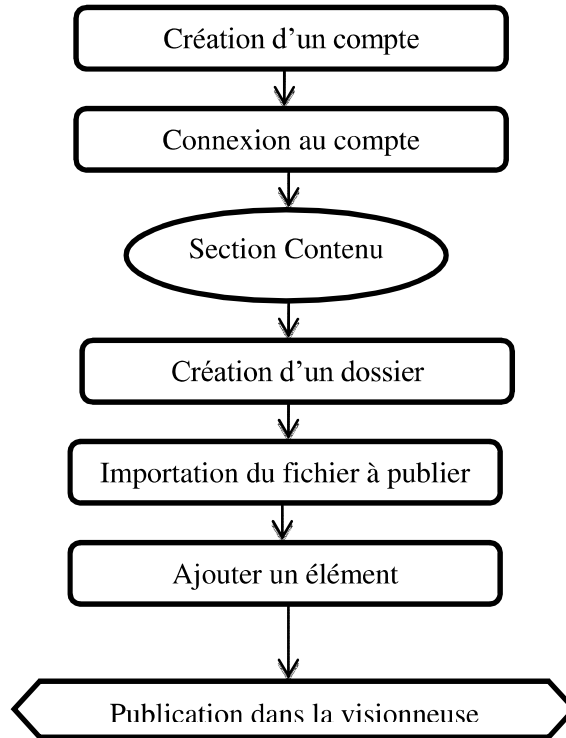 Création d’un compte
Connexion au compte
Section Contenu
Création d’un dossier
Importation du fichier à publier
Ajouter un élément
Publication dans la visionneuse